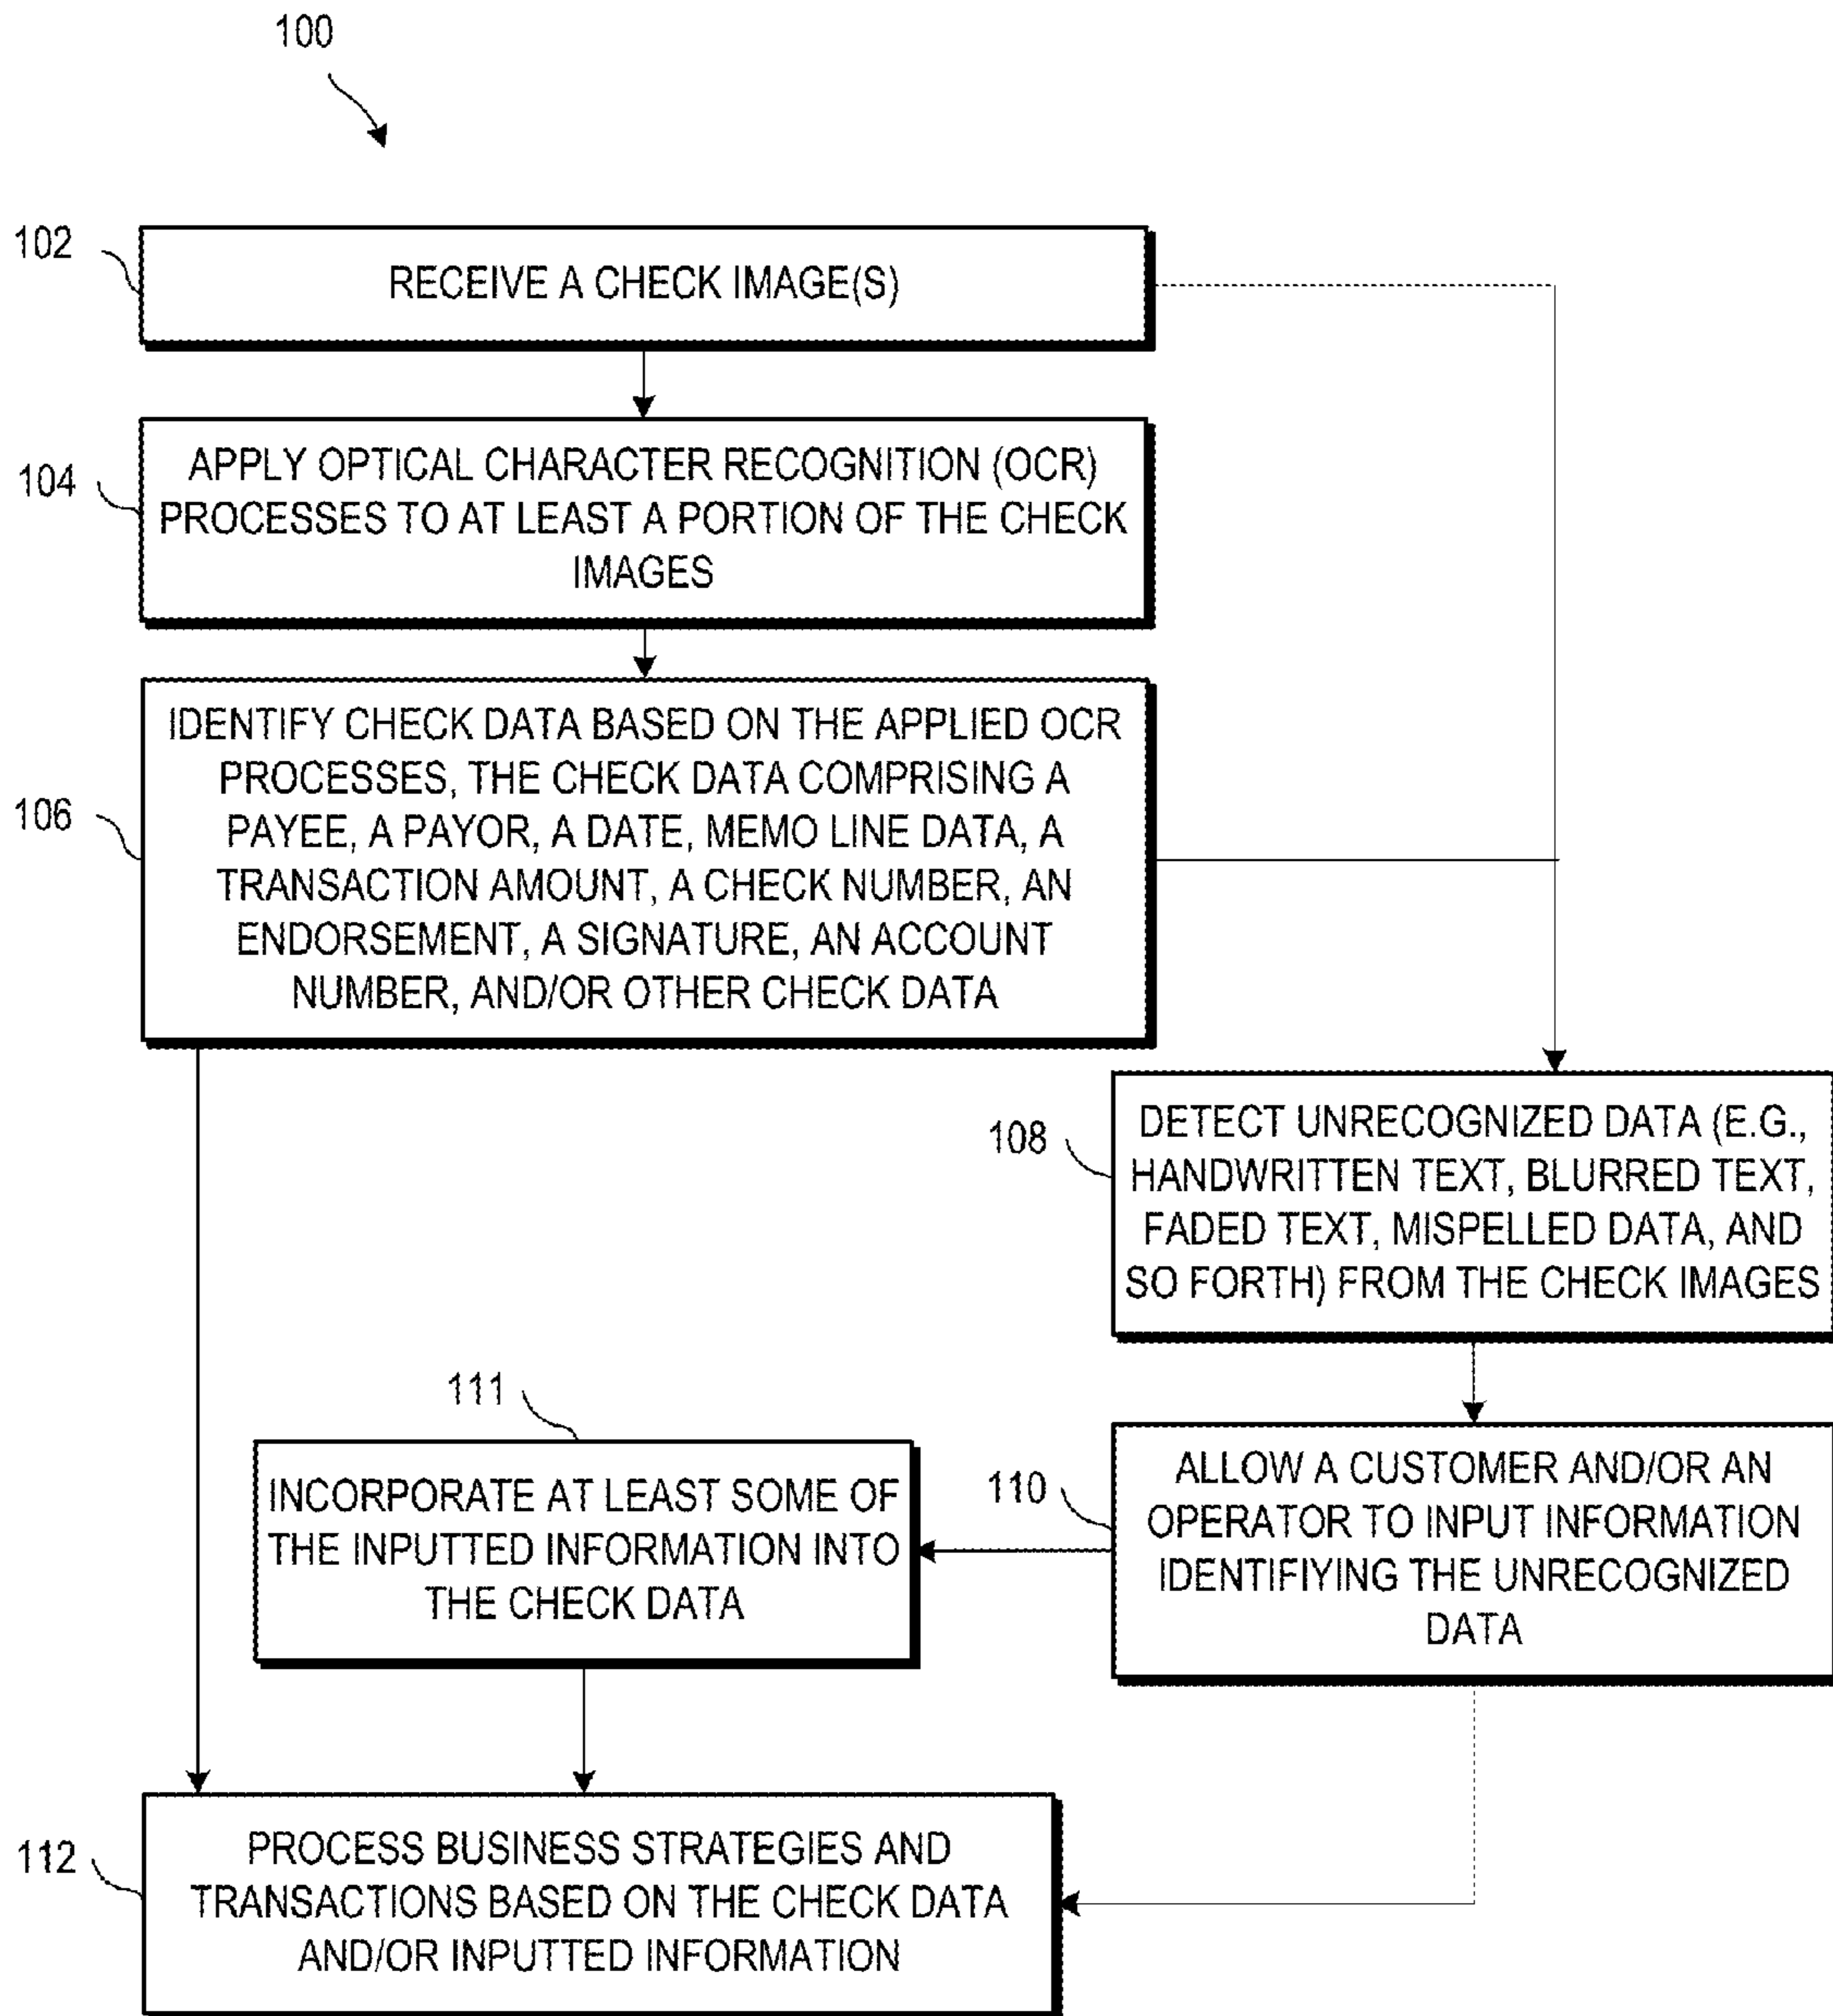 100
102
RECEIVE A CHECK IMAGE(S)
104
APPLY OPTICAL CHARACTER RECOGNITION (OCR)
PROCESSES TO AT LEAST A PORTION OF THE CHECK
IMAGES
106
IDENTIFY CHECK DATA BASED ON THE APPLIED OCR
PROCESSES, THE CHECK DATA COMPRISING A
PAYEE, A PAYOR, A DATE, MEMO LINE DATA, A
TRANSACTION AMOUNT, A CHECK NUMBER, AN
ENDORSEMENT, A SIGNATURE, AN ACCOUNT
NUMBER, AND/OR OTHER CHECK DATA
108
DETECT UNRECOGNIZED DATA (E.G.,
HANDWRITTEN TEXT, BLURRED TEXT,
FADED TEXT, MISPELLED DATA, AND
SO FORTH) FROM THE CHECK IMAGES
110
ALLOW A CUSTOMER AND/OR AN
OPERATOR TO INPUT INFORMATION
IDENTIFIYING THE UNRECOGNIZED
DATA
111
INCORPORATE AT LEAST SOME OF
THE INPUTTED INFORMATION INTO
THE CHECK DATA
112
PROCESS BUSINESS STRATEGIES AND
TRANSACTIONS BASED ON THE CHECK DATA
AND/OR INPUTTED INFORMATION